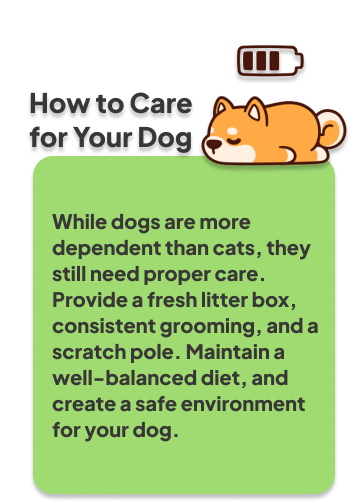 How to Care
for Your Dog
While dogs are more
dependent than cats, they
still need proper care.
Provide a fresh litter box,
consistent grooming, and a
scratch pole. Maintain a
well-balanced diet, and
create a safe environment
for your dog.